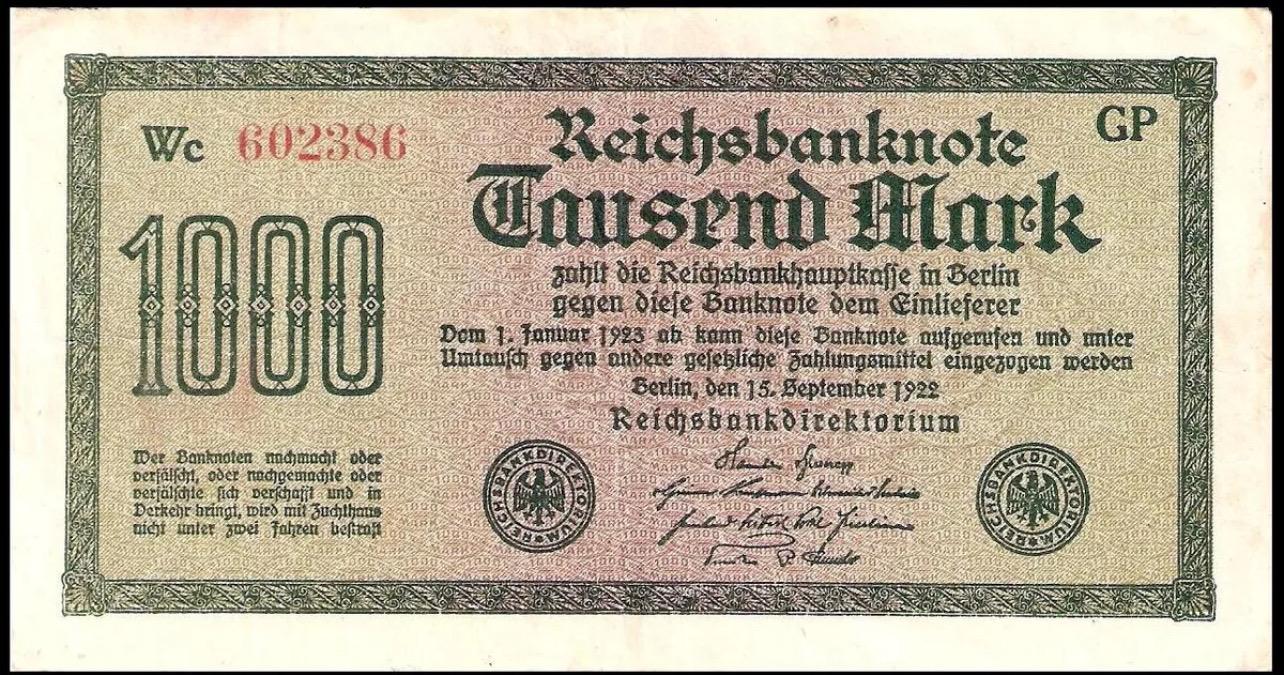 Wc 602386
Reichsbanknote
GP
Tausend Mark
1000
zahlt die Reichsbankhauptkasse in Berlin
gegen diese Banknote dem Einlieferer
Vom 1. Januar 1923 ab kann diese Banknote aufgerufen und unter
Umtausch gegen andere gesetzliche Zahlungsmittel eingezogen werden
Berlin, den 15. September 1922
Reichsbankdirektorium
Wer Banknoten nachmacht oder
verfälscht, oder nachgemachte oder
verfälschte sich verschafft und in
Verkehr bringt, wird mit Zuchthaus
nicht unter zwei Jahren bestraft
REICHSBANKDIREKTORIUM
REICHSBANKDIREKTORIUM